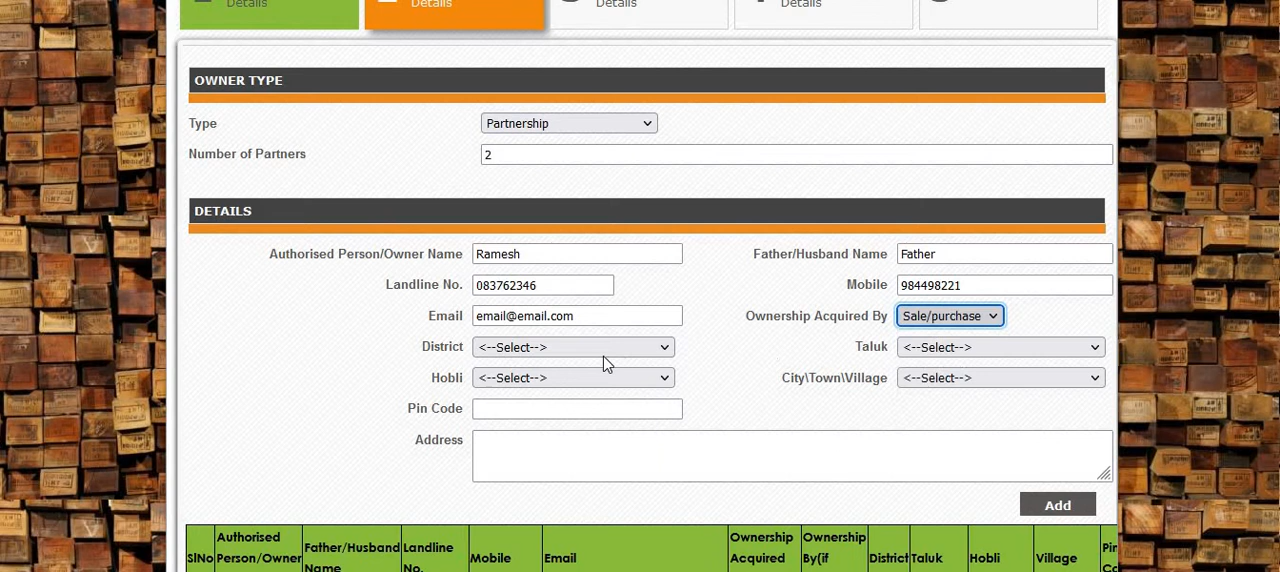 Details Details Details Details
OWNER TYPE
Type Partnership
Number of Partners 2
DETAILS
Authorised Person/Owner Name Ramesh Father/Husband Name Father
Landline No. 083762346 Mobile 984498221
Email email@email.com Ownership Acquired By Sale/purchase
District <--Select--> Taluk <--Select-->
Hobli <--Select--> City\Town\Village <--Select-->
Pin Code
Address
Add
Authorised Ownership Ownership
SlNo Person/Owner Father/Husband Landline Mobile Email Acquired By(if District Taluk Hobli Village
Name No.